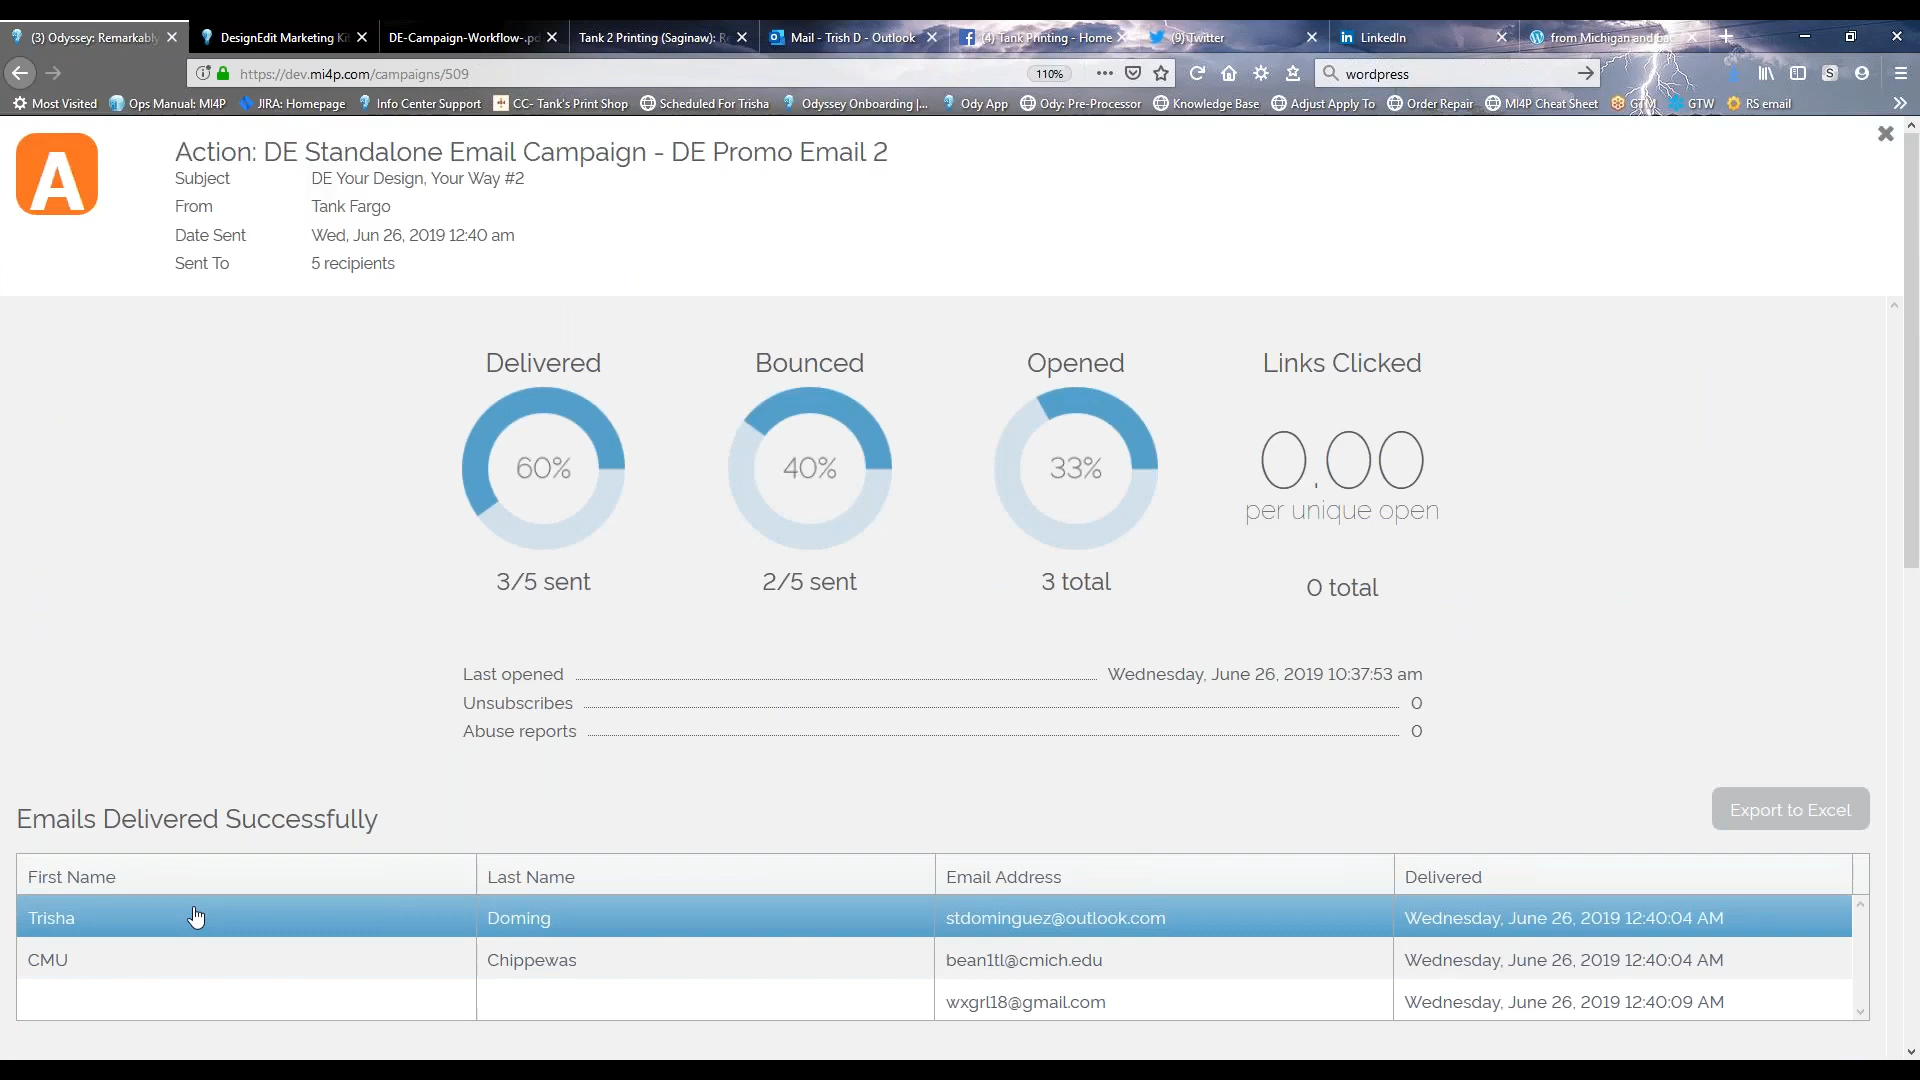 (3) Odyssey: Remarkably
DesignEdit Marketing Ki
DE-Campaign-Workflow-.pd
Tank 2 Printing (Saginaw): Re
Mail - Trish D - Outlook
(4) Tank Printing - Home
(9) Twitter
LinkedIn
from Michigan and bac
https://dev.mi4p.com/campaigns/509
110%
wordpress
Most Visited
Ops Manual: MI4P
JIRA: Homepage
Info Center Support
CC- Tank's Print Shop
Scheduled For Trisha
Odyssey Onboarding |...
Ody App
Ody: Pre-Processor
Knowledge Base
Adjust Apply To
Order Repair
MI4P Cheat Sheet
GTM
GTW
RS email
A
Action: DE Standalone Email Campaign - DE Promo Email 2
Subject DE Your Design, Your Way #2
From Tank Fargo
Date Sent Wed, Jun 26, 2019 12:40 am
Sent To 5 recipients
Delivered Bounced Opened Links Clicked
60% 40% 33% 0.00
per unique open
3/5 sent 2/5 sent 3 total 0 total
Last opened Wednesday, June 26, 2019 10:37:53 am
Unsubscribes 0
Abuse reports 0
Emails Delivered Successfully
Export to Excel
First Name Last Name Email Address Delivered
Trisha Doming stdominguez@outlook.com Wednesday, June 26, 2019 12:40:04 AM
CMU Chippewas bean1tl@cmich.edu Wednesday, June 26, 2019 12:40:04 AM
wxgrl18@gmail.com Wednesday, June 26, 2019 12:40:09 AM